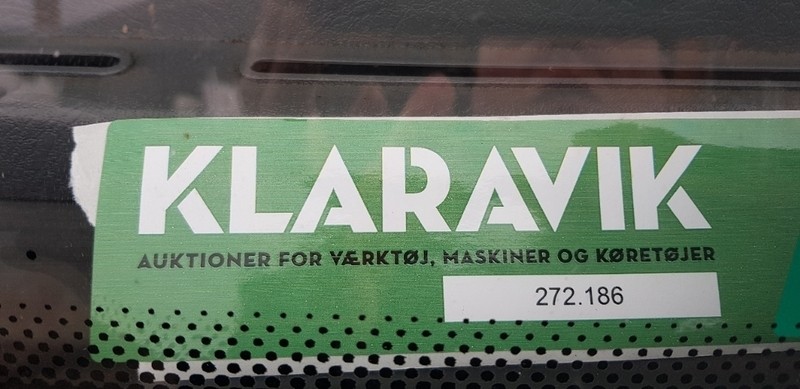 KLARAVIK
AUKTIONER FOR VÆRKTØJ, MASKINER OG KØRETØJER
272.186